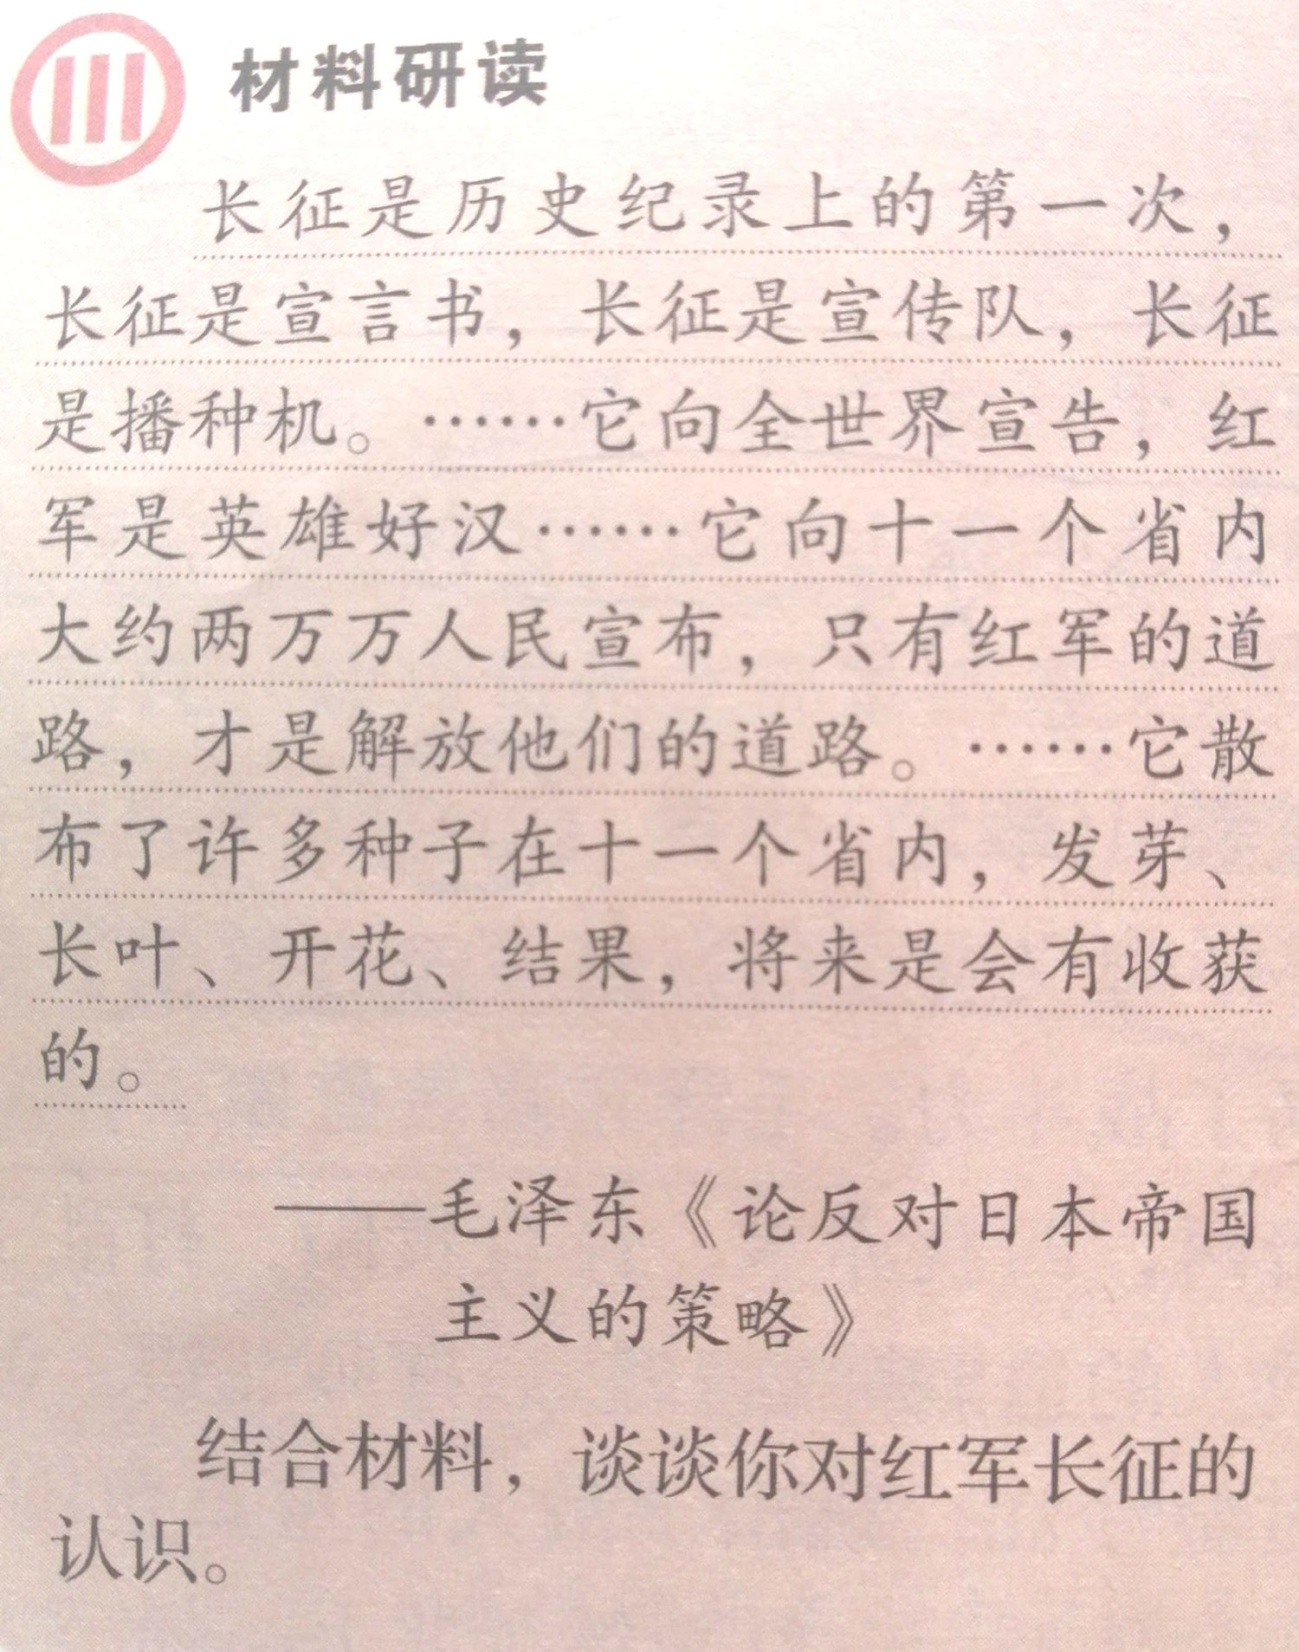 材料研读
长征是历史纪录上的第一次，
长征是宣言书，长征是宣传队，长征
是播种机。……它向全世界宣告，红
军是英雄好汉……它向十一个省内
大约两万万人民宣布，只有红军的道
路，才是解放他们的道路。……它散
布了许多种子在十一个省内，发芽、
长叶、开花、结果，将来是会有收获
的。
——毛泽东《论反对日本帝国
主义的策略》
结合材料，谈谈你对红军长征的
认识。